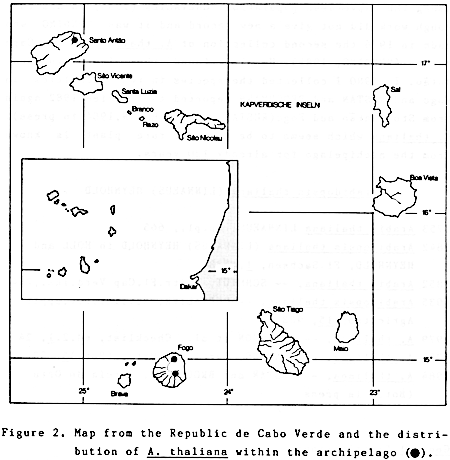 Santo Antão
17°
São Vicente
Santa Luzia
Branco
Razo
São Nicolau
KAPVERDISCHE INSELN
Sal
Boa Vista
16°
15°
Dakar
São Tiago
Maio
Fogo
15°
Brava
25°
24°
23°
Figure 2. Map from the Republic de Cabo Verde and the distri-
bution of A. thaliana within the archipelago (●).